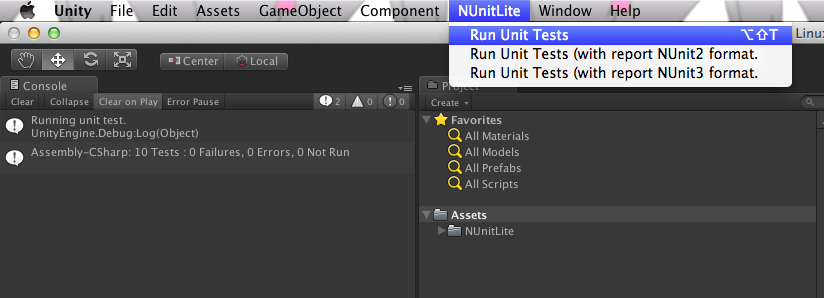 Unity File Edit Assets GameObject Component NUnitLite Window Help
Run Unit Tests ⌥⇧T
Run Unit Tests (with report NUnit2 format.
Run Unit Tests (with report NUnit3 format.
Linu
Center Local
Console
Clear Collapse Clear on Play Error Pause 2 0 0
Running unit test.
UnityEngine.Debug:Log(Object)
Assembly-CSharp: 10 Tests : 0 Failures, 0 Errors, 0 Not Run
Project
Create
Favorites
All Materials
All Models
All Prefabs
All Scripts
Assets
NUnitLite